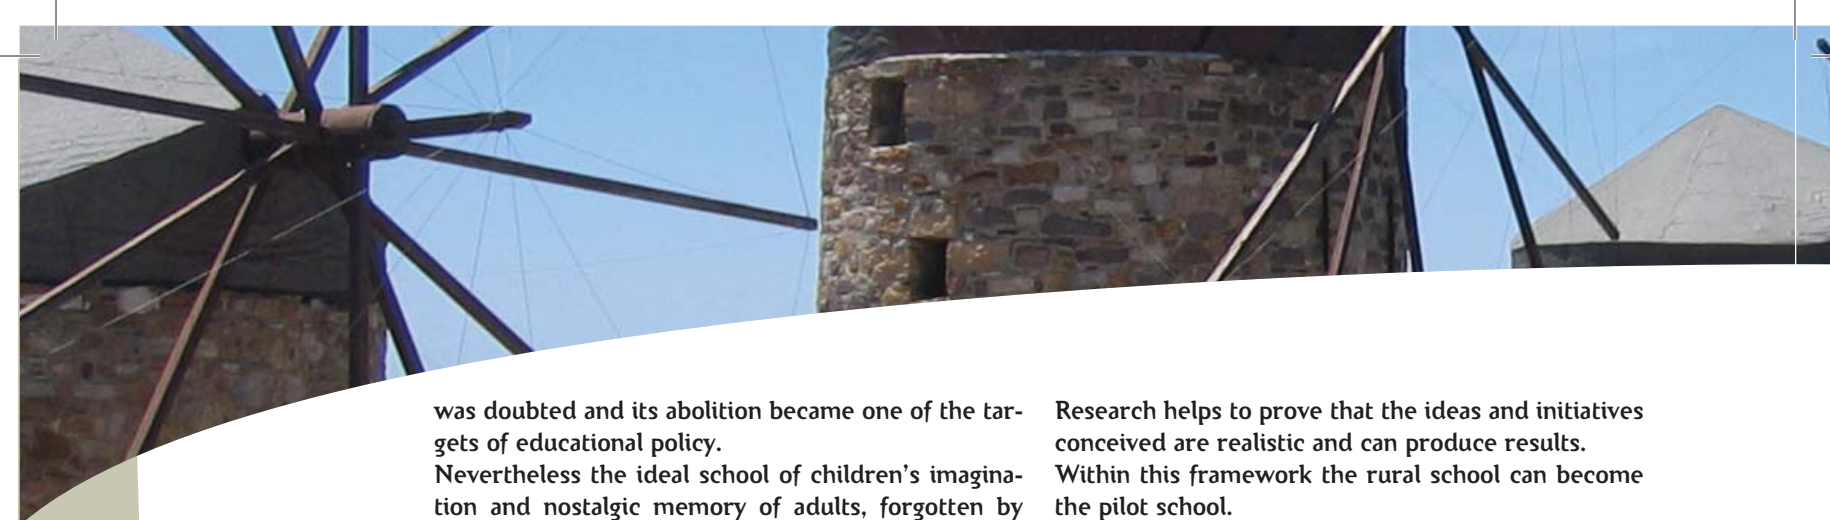 was doubted and its abolition became one of the tar-
gets of educational policy.
Nevertheless the ideal school of children's imagina-
tion and nostalgic memory of adults, forgotten by
Research helps to prove that the ideas and initiatives
conceived are realistic and can produce results.
Within this framework the rural school can become
the pilot school.